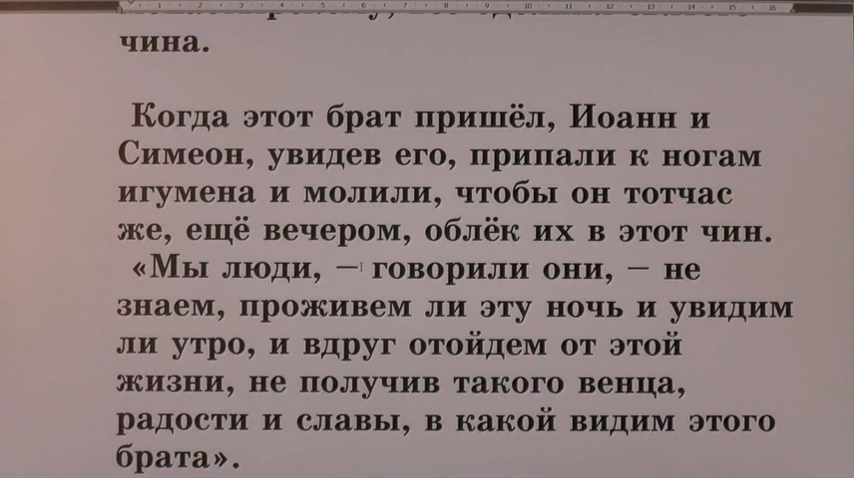 чина.
Когда этот брат пришёл, Иоанн и
Симеон, увидев его, припали к ногам
игумена и молили, чтобы он тотчас
же, ещё вечером, облёк их в этот чин.
«Мы люди, – говорили они, – не
знаем, проживем ли эту ночь и увидим
ли утро, и вдруг отойдем от этой
жизни, не получив такого венца,
радости и славы, в какой видим этого
брата».